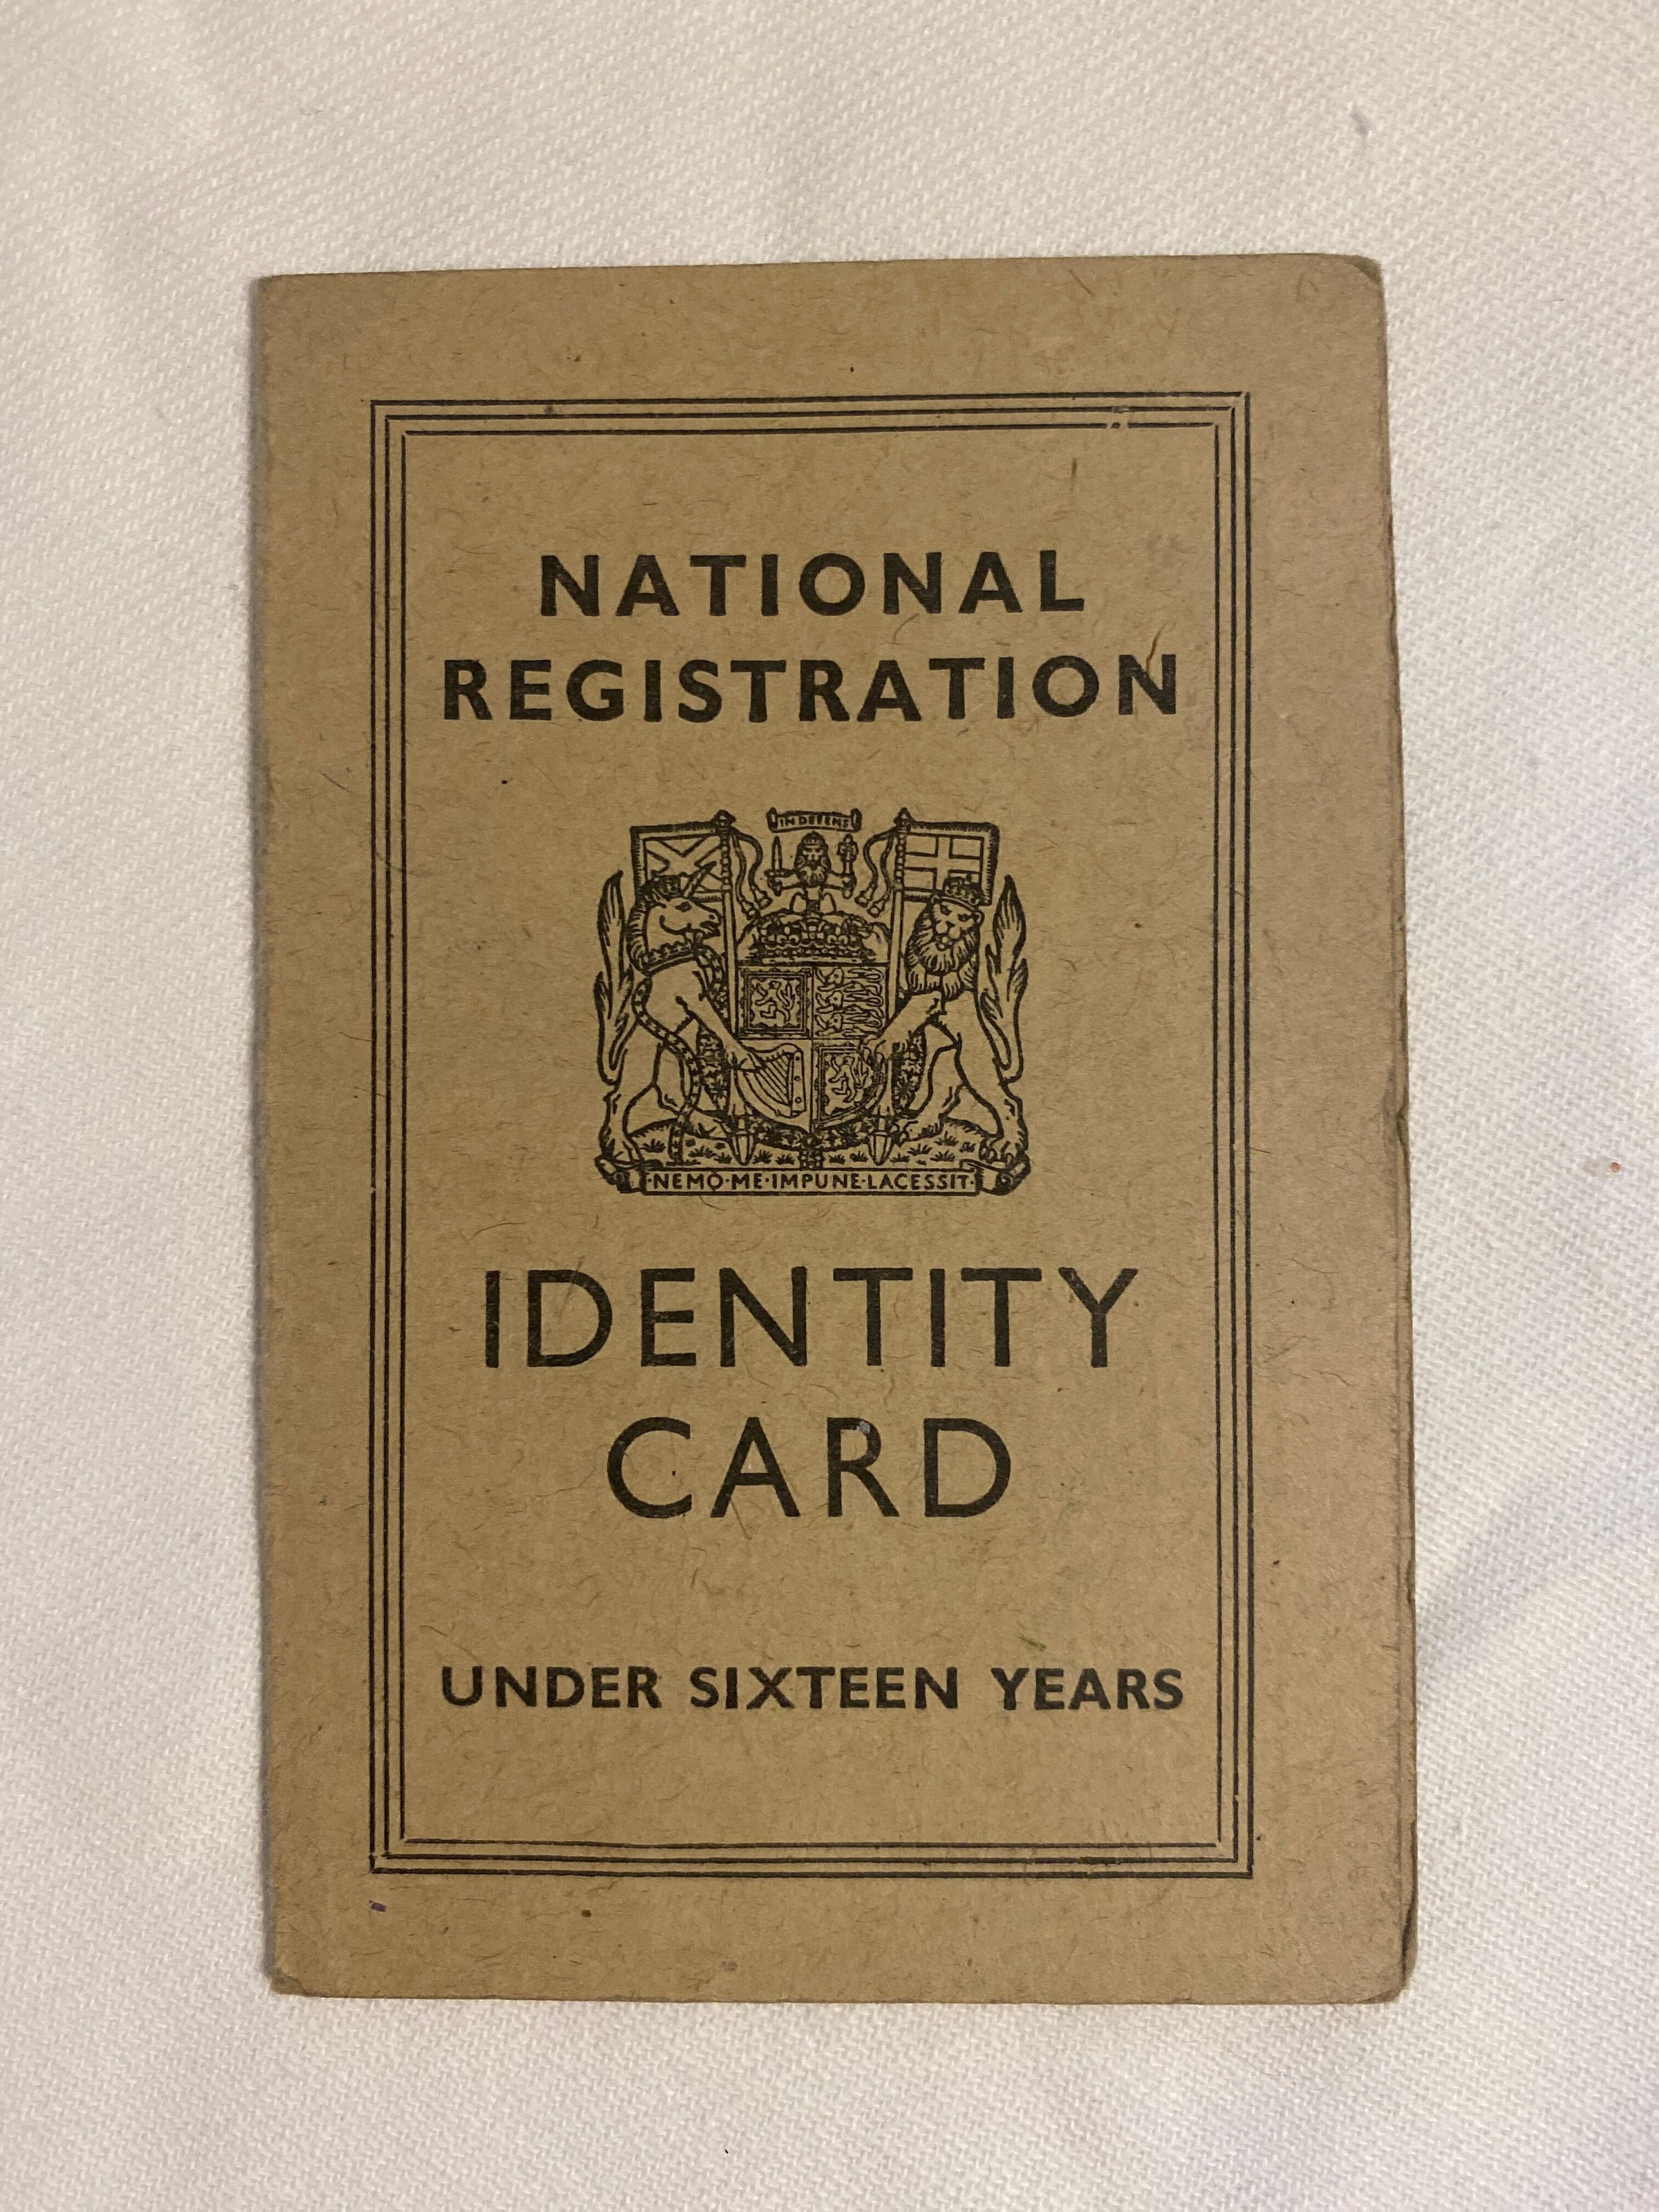 NATIONAL
REGISTRATION
IN DEFENS
NEMO·ME·IMPUNE·LACESSIT·
IDENTITY
CARD
UNDER SIXTEEN YEARS